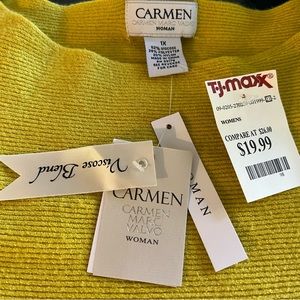 CARMEN
CARMEN MARC VALVO
WOMAN
1X
T·J·maxx
WOMENS
COMPARE AT $26.00
$19.99
Viscose Blend
WOMAN
CARMEN
CARMEN
MARC
VALVO
WOMAN